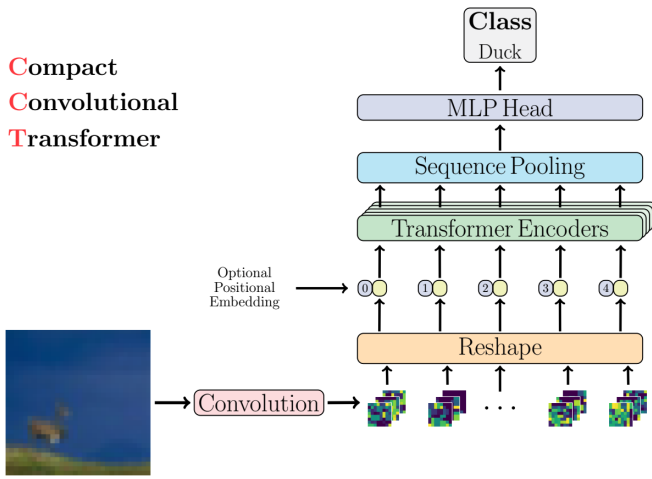 Class
Duck
Compact
Convolutional
Transformer
MLP Head
Sequence Pooling
Transformer Encoders
Optional
Positional
Embedding
0 1 2 3 4
Reshape
Convolution
. . .